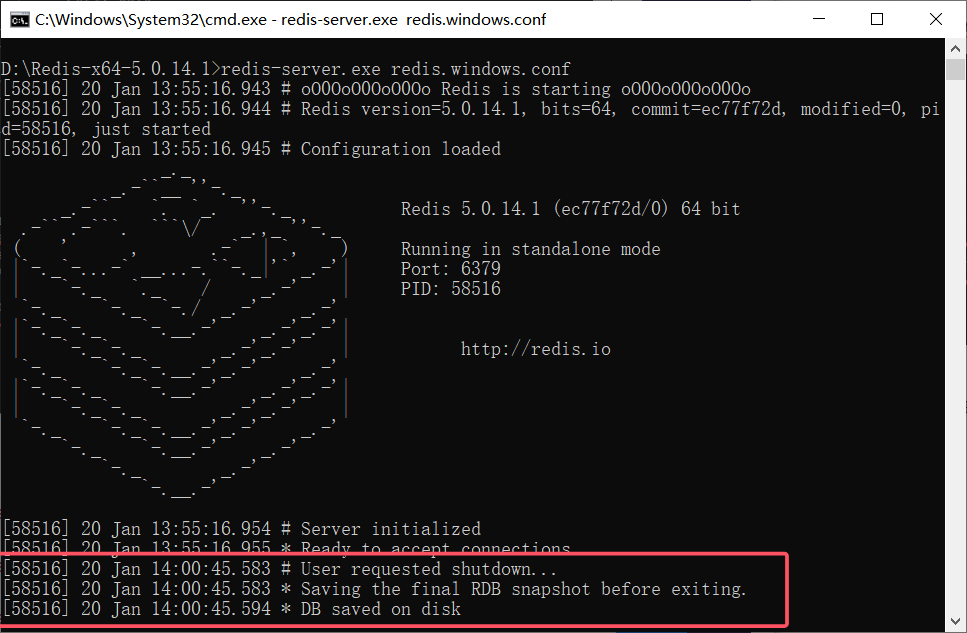 C:\Windows\System32\cmd.exe - redis-server.exe redis.windows.conf
D:\Redis-x64-5.0.14.1>redis-server.exe redis.windows.conf
[58516] 20 Jan 13:55:16.943 # oO0OoO0OoO0Oo Redis is starting oO0OoO0OoO0Oo
[58516] 20 Jan 13:55:16.944 # Redis version=5.0.14.1, bits=64, commit=ec77f72d, modified=0, pi
d=58516, just started
[58516] 20 Jan 13:55:16.945 # Configuration loaded
Redis 5.0.14.1 (ec77f72d/0) 64 bit
Running in standalone mode
Port: 6379
PID: 58516
http://redis.io
[58516] 20 Jan 13:55:16.954 # Server initialized
[58516] 20 Jan 13:55:16.955 * Ready to accept connections
[58516] 20 Jan 14:00:45.583 # User requested shutdown...
[58516] 20 Jan 14:00:45.583 * Saving the final RDB snapshot before exiting.
[58516] 20 Jan 14:00:45.594 * DB saved on disk